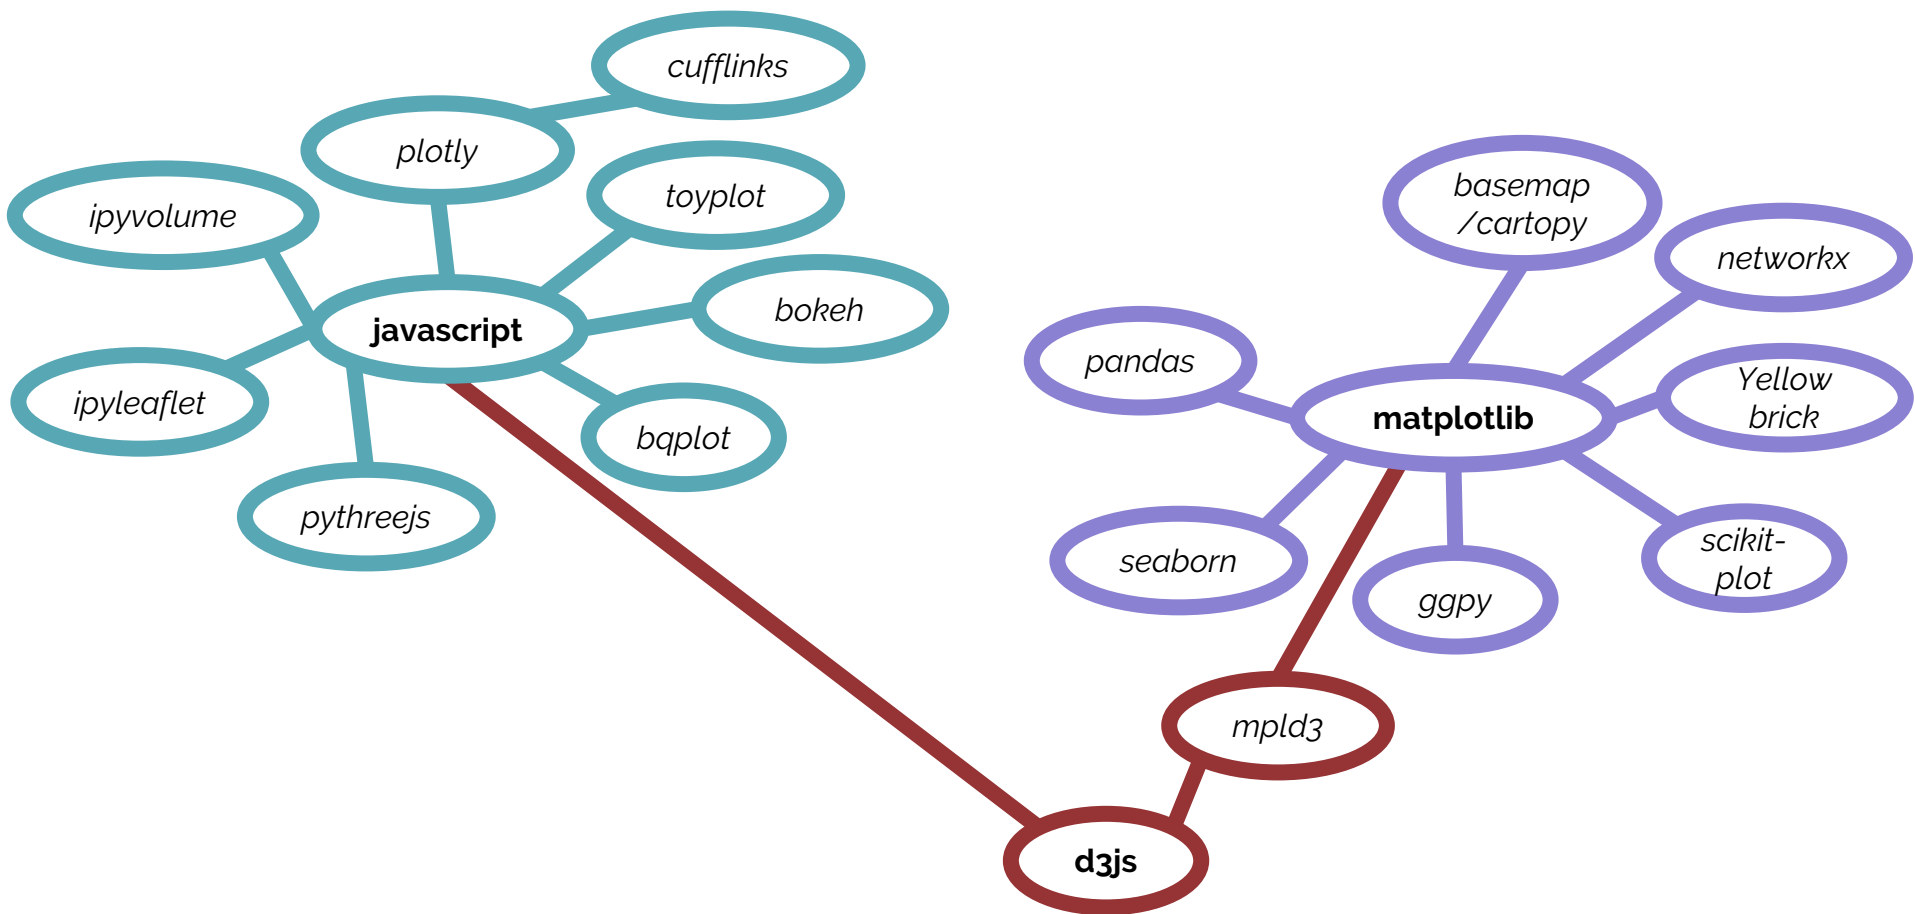 cufflinks
plotly
toyplot
ipyvolume
bokeh
javascript
ipyleaflet
bqplot
pythreejs
basemap
/cartopy
networkx
pandas
Yellow
brick
matplotlib
seaborn
ggpy
scikit-
plot
mpld3
d3js